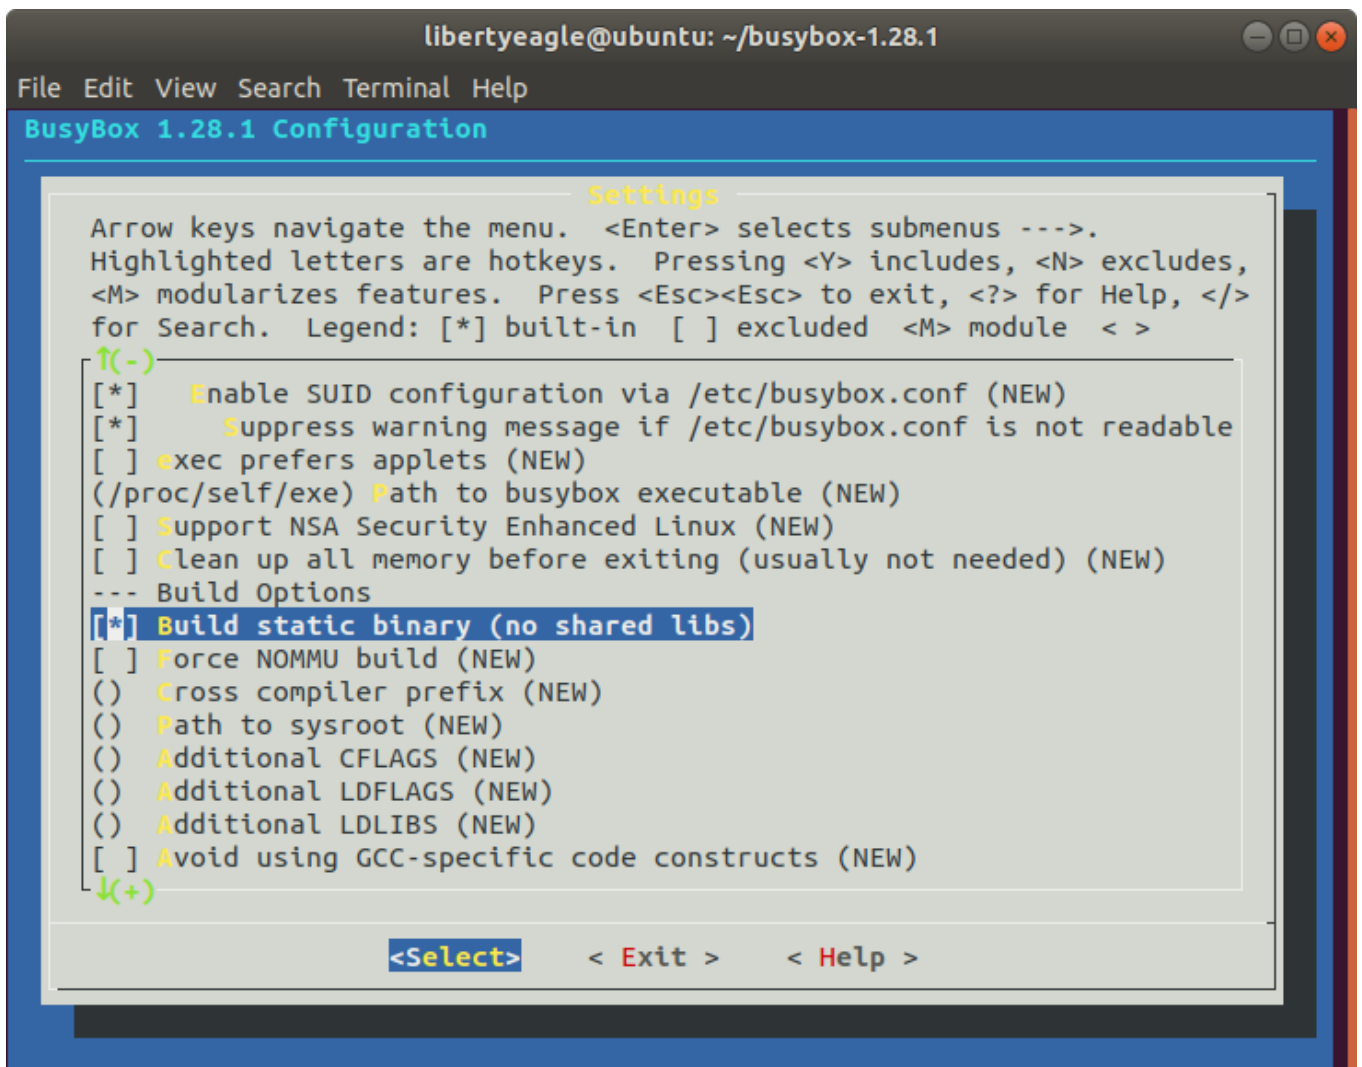 libertyeagle@ubuntu: ~/busybox-1.28.1
File Edit View Search Terminal Help
BusyBox 1.28.1 Configuration
Settings
Arrow keys navigate the menu.  <Enter> selects submenus --->.
Highlighted letters are hotkeys.  Pressing <Y> includes, <N> excludes,
<M> modularizes features.  Press <Esc><Esc> to exit, <?> for Help, </>
for Search.  Legend: [*] built-in  [ ] excluded  <M> module  < >
↑(-)
[*]   Enable SUID configuration via /etc/busybox.conf (NEW)
[*]     Suppress warning message if /etc/busybox.conf is not readable
[ ] exec prefers applets (NEW)
(/proc/self/exe) Path to busybox executable (NEW)
[ ] Support NSA Security Enhanced Linux (NEW)
[ ] Clean up all memory before exiting (usually not needed) (NEW)
--- Build Options
[*] Build static binary (no shared libs)
[ ] Force NOMMU build (NEW)
()  Cross compiler prefix (NEW)
()  Path to sysroot (NEW)
()  Additional CFLAGS (NEW)
()  Additional LDFLAGS (NEW)
()  Additional LDLIBS (NEW)
[ ] Avoid using GCC-specific code constructs (NEW)
↓(+)
<Select>    < Exit >    < Help >